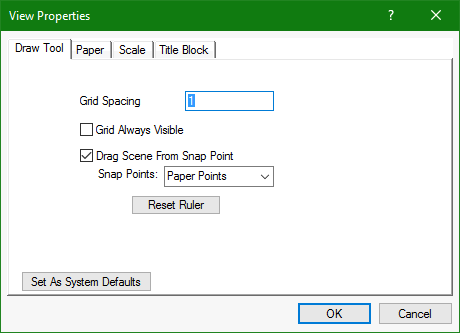 View Properties
?
Draw Tool Paper Scale Title Block
Grid Spacing 1
Grid Always Visible
Drag Scene From Snap Point
Snap Points: Paper Points
Reset Ruler
Set As System Defaults
OK Cancel